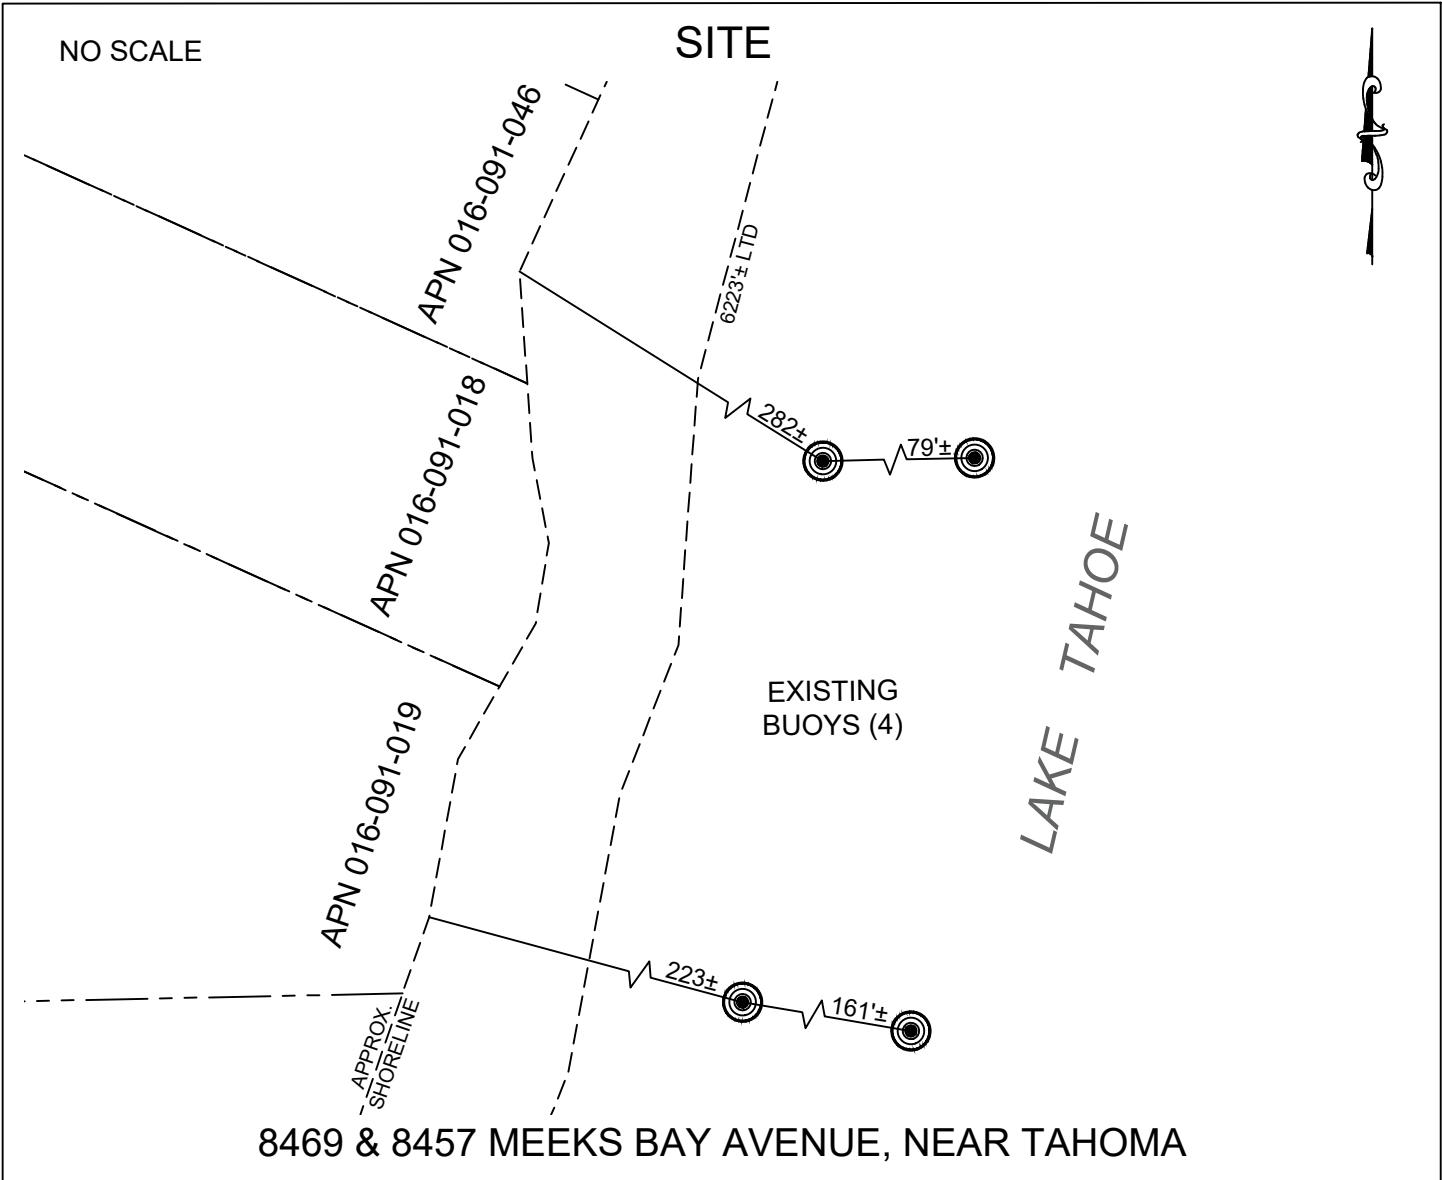 NO SCALE
SITE
APN 016-091-046
6223'± LTD
APN 016-091-018
282±
79'±
LAKE TAHOE
EXISTING
BUOYS (4)
APN 016-091-019
223±
161'±
APPROX.
SHORELINE
8469 & 8457 MEEKS BAY AVENUE, NEAR TAHOMA